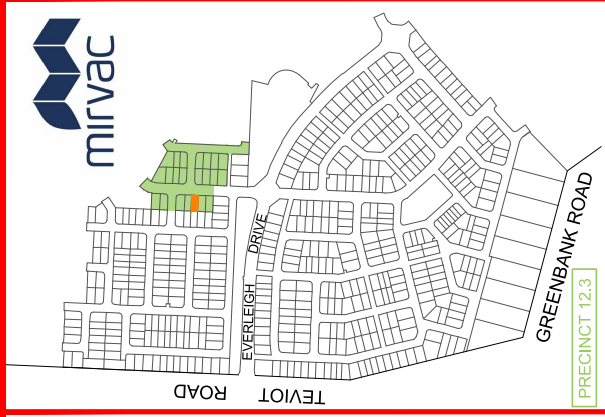 mirvac
EVERLEIGH DRIVE
GREENBANK ROAD
TEVIOT ROAD
PRECINCT 12.3